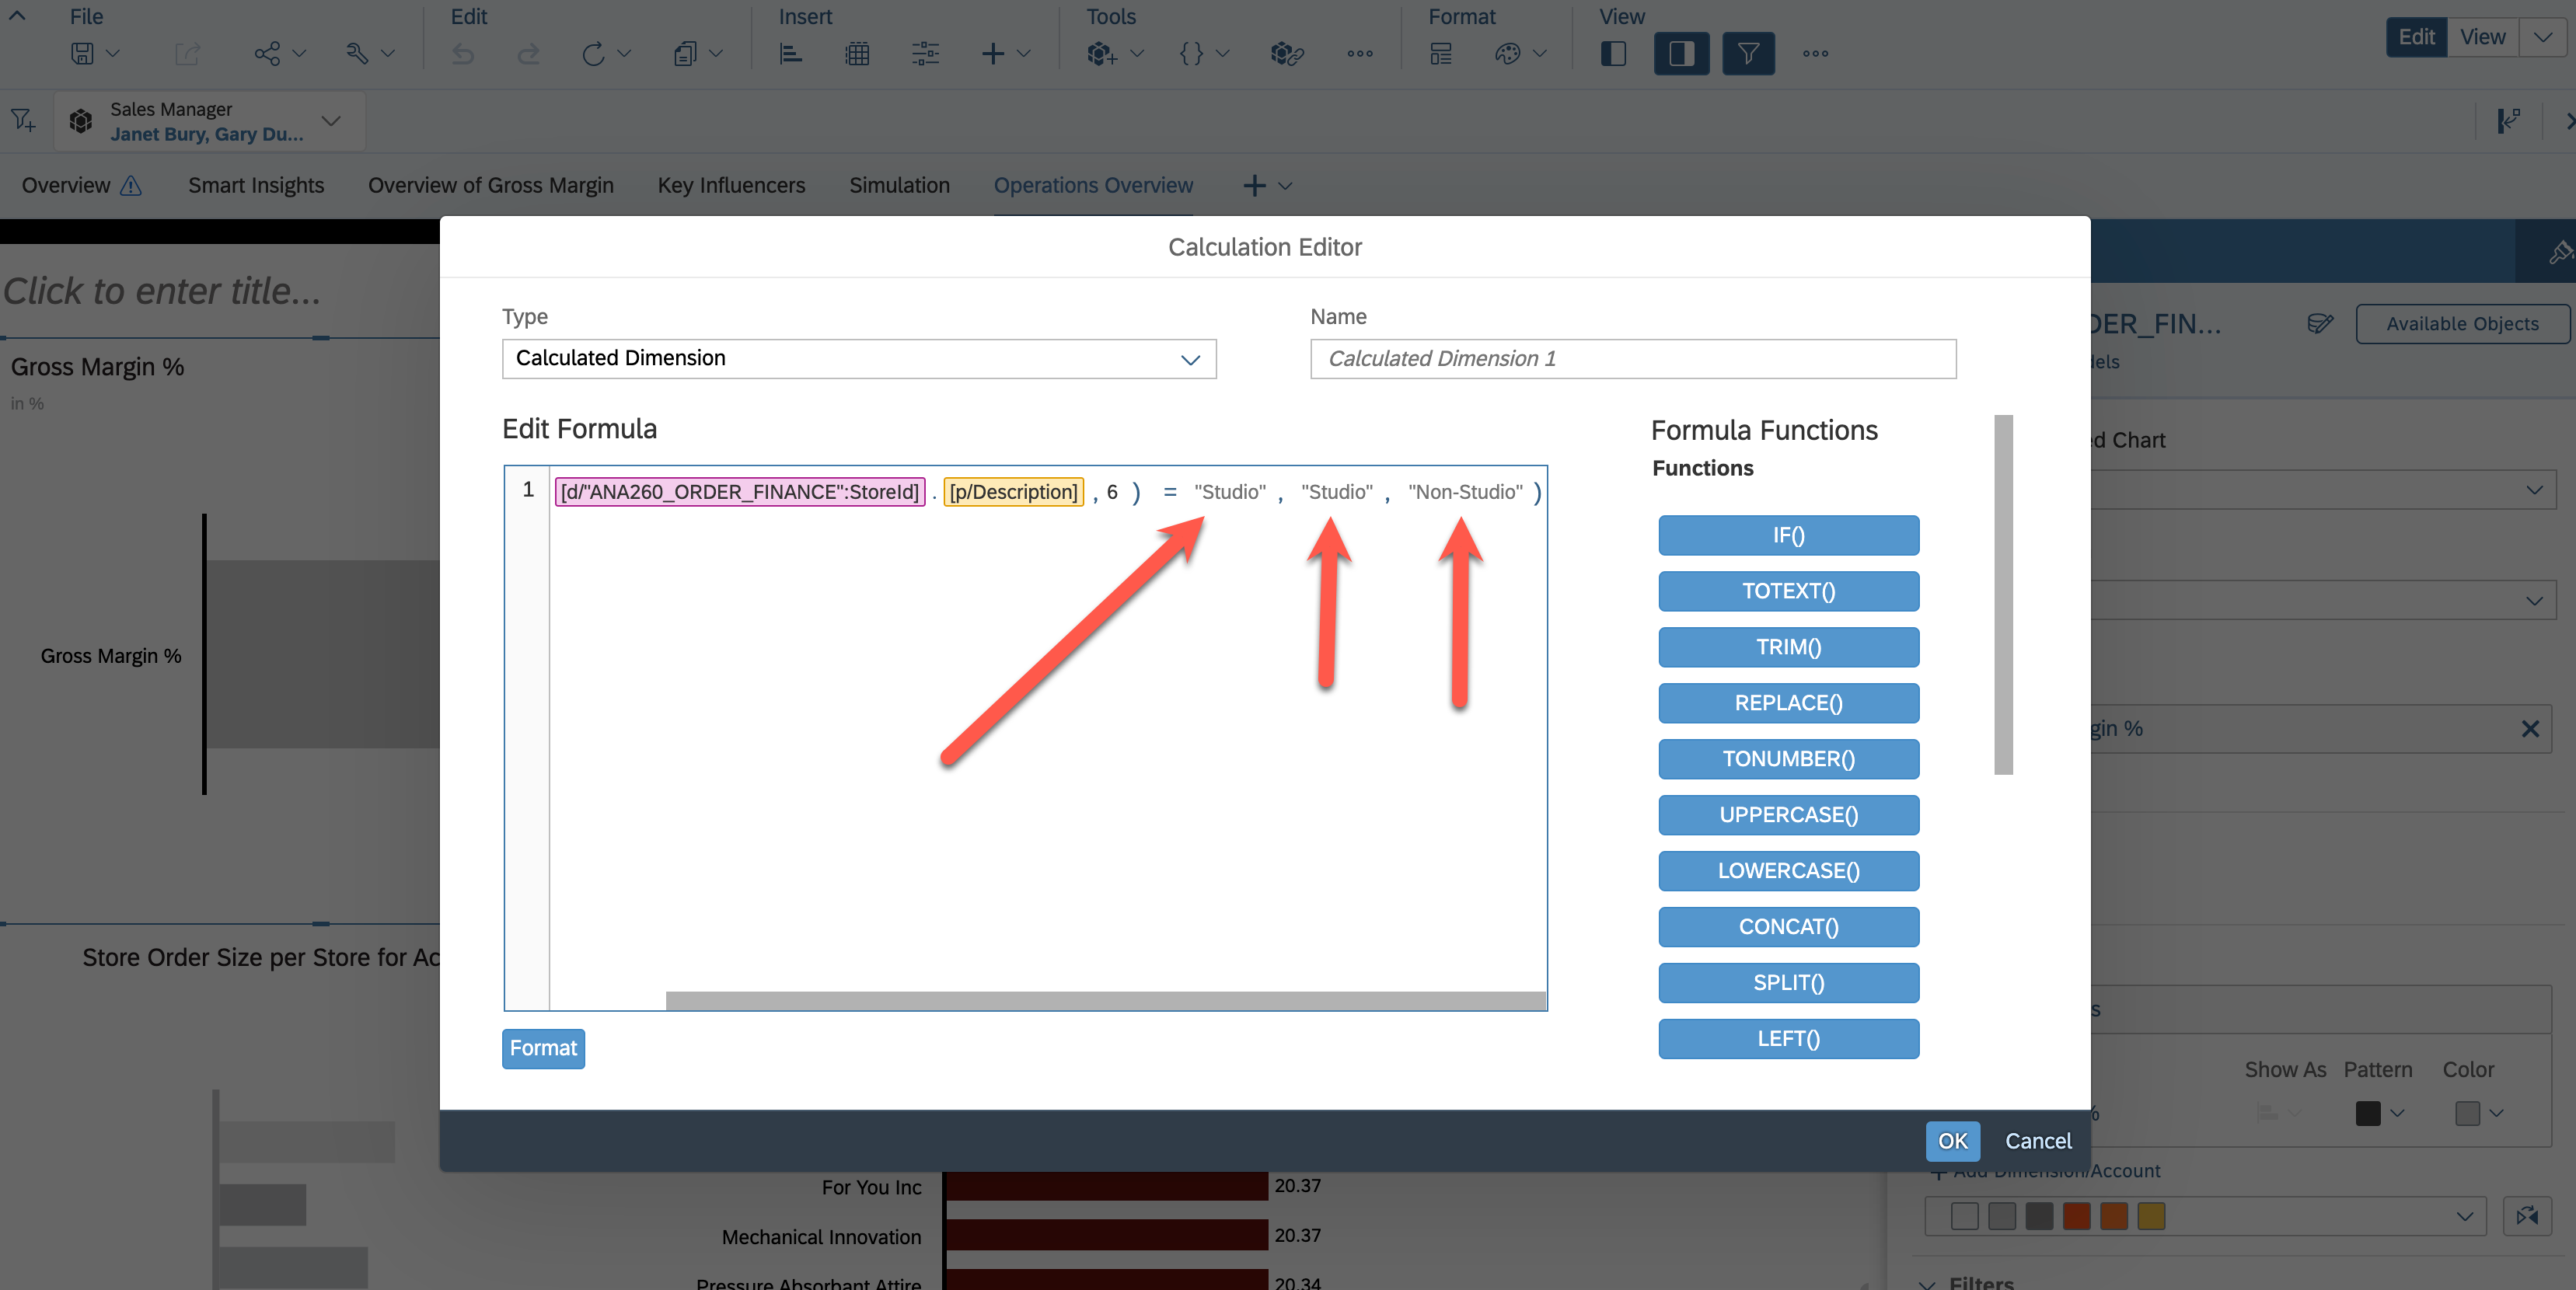 File Edit Insert Tools Format View
Edit View
Sales Manager
Janet Bury, Gary Du...
Overview Smart Insights Overview of Gross Margin Key Influencers Simulation Operations Overview
Calculation Editor
Click to enter title...
Type Name
DER_FIN... Available Objects
Calculated Dimension Calculated Dimension 1
dels
Gross Margin %
in %
Edit Formula Formula Functions
d Chart
Functions
1 [d/"ANA260_ORDER_FINANCE":StoreId] . [p/Description] , 6 ) = "Studio" , "Studio" , "Non-Studio" )
IF()
TOTEXT()
TRIM()
Gross Margin %
REPLACE()
gin %
TONUMBER()
UPPERCASE()
LOWERCASE()
CONCAT()
Store Order Size per Store for Ac
SPLIT()
s
LEFT()
Format
Show As Pattern Color
%
OK Cancel
Add Dimension/Account
For You Inc 20.37
Mechanical Innovation 20.37
Pressure Absorbant Attire 20.34
Filters